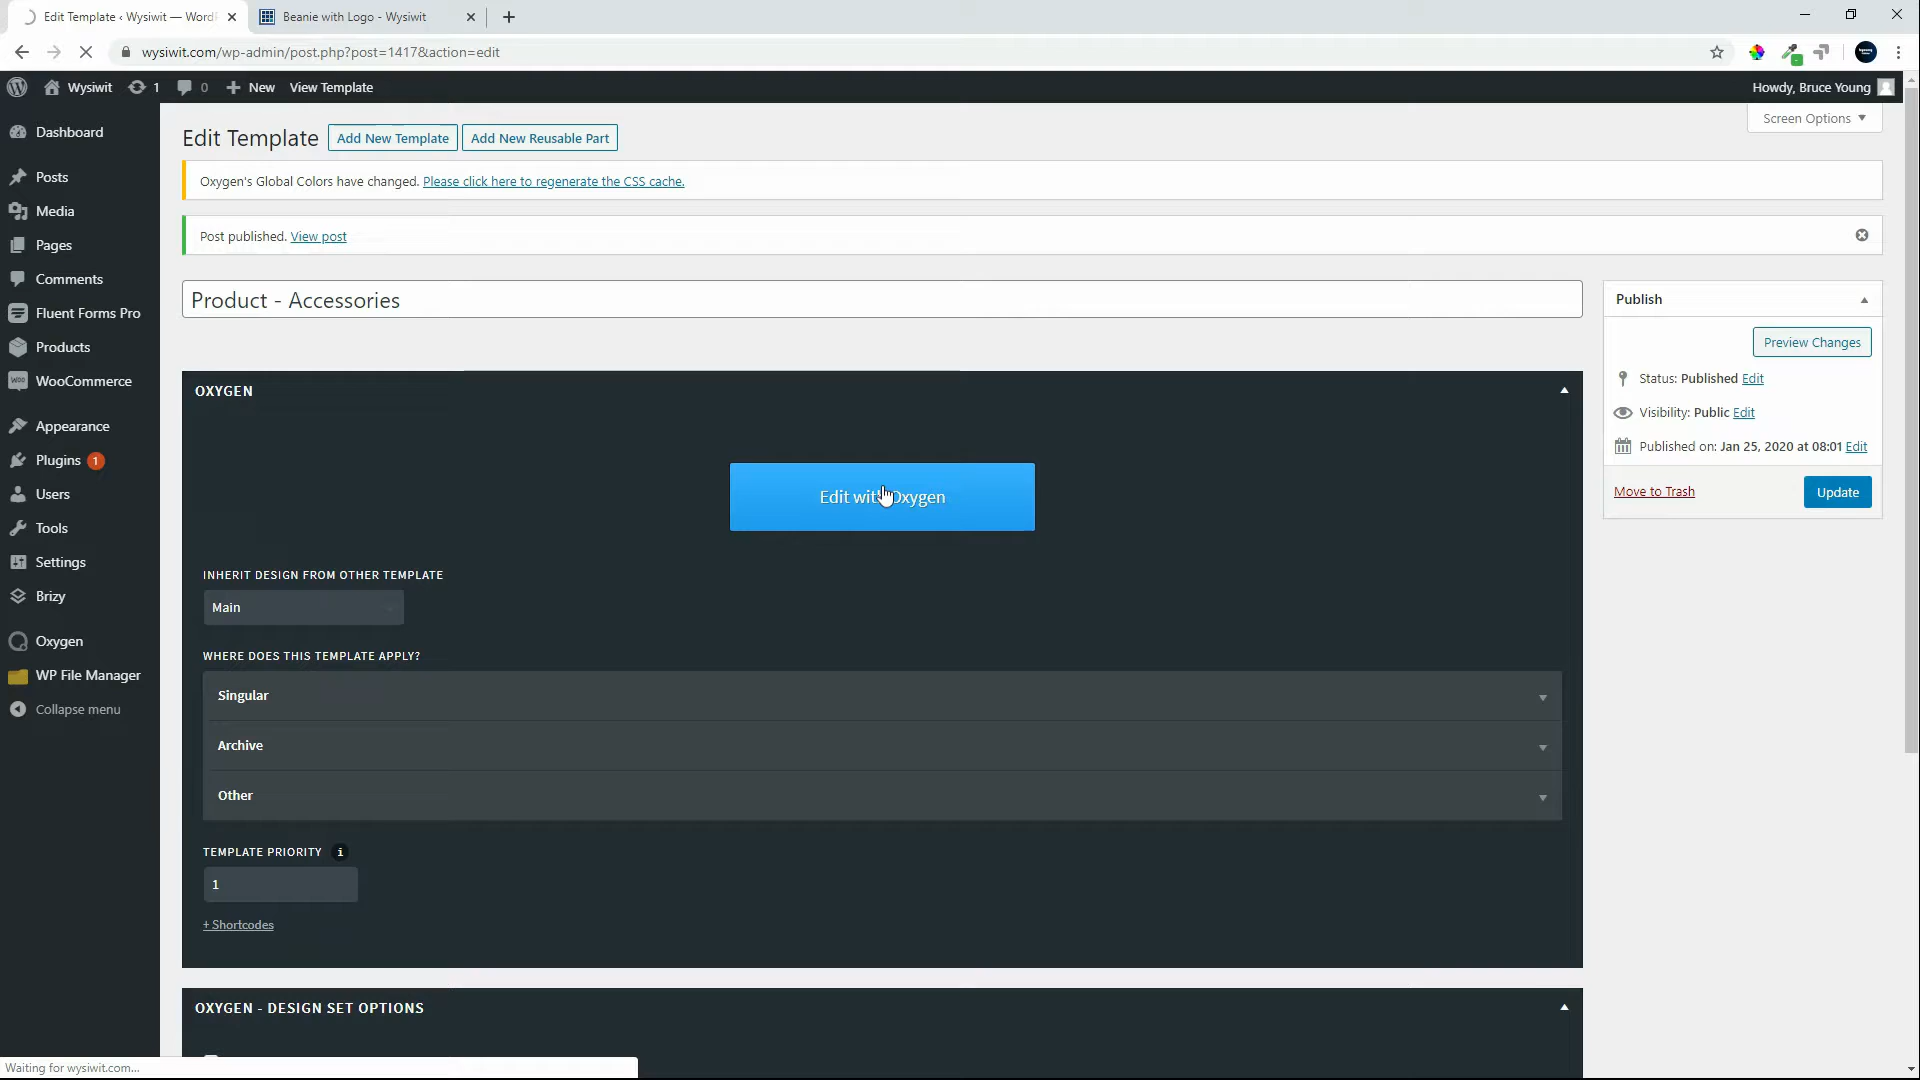 Edit Template ‹ Wysiwit — Word
Beanie with Logo - Wysiwit
wysiwit.com/wp-admin/post.php?post=1417&action=edit
Wysiwit 1 0 New View Template
Howdy, Bruce Young
Dashboard
Posts
Media
Pages
Comments
Fluent Forms Pro
Products
WooCommerce
Appearance
Plugins 1
Users
Tools
Settings
Brizy
Oxygen
WP File Manager
Collapse menu
Screen Options
Edit Template Add New Template Add New Reusable Part
Oxygen's Global Colors have changed. Please click here to regenerate the CSS cache.
Post published. View post
Product - Accessories
OXYGEN
Edit with Oxygen
INHERIT DESIGN FROM OTHER TEMPLATE
Main
WHERE DOES THIS TEMPLATE APPLY?
Singular
Archive
Other
TEMPLATE PRIORITY i
1
+ Shortcodes
OXYGEN - DESIGN SET OPTIONS
Publish
Preview Changes
Status: Published Edit
Visibility: Public Edit
Published on: Jan 25, 2020 at 08:01 Edit
Move to Trash Update
Waiting for wysiwit.com...